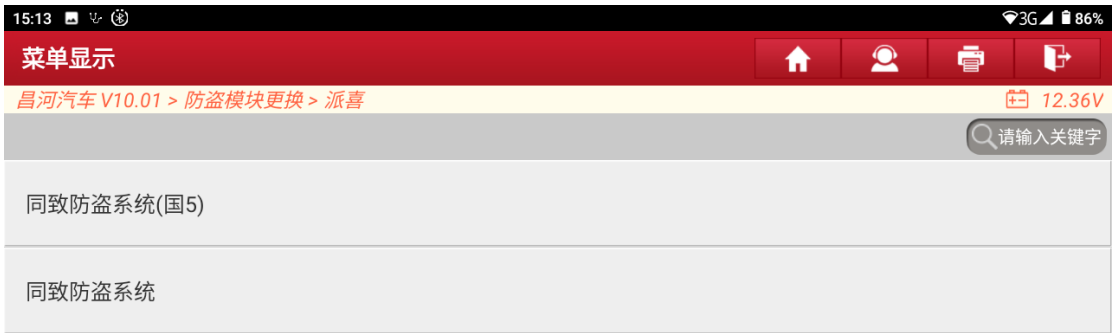 15:13 3G 86%
菜单显示
昌河汽车 V10.01 > 防盗模块更换 > 派喜 12.36V
请输入关键字
同致防盗系统(国5)
同致防盗系统